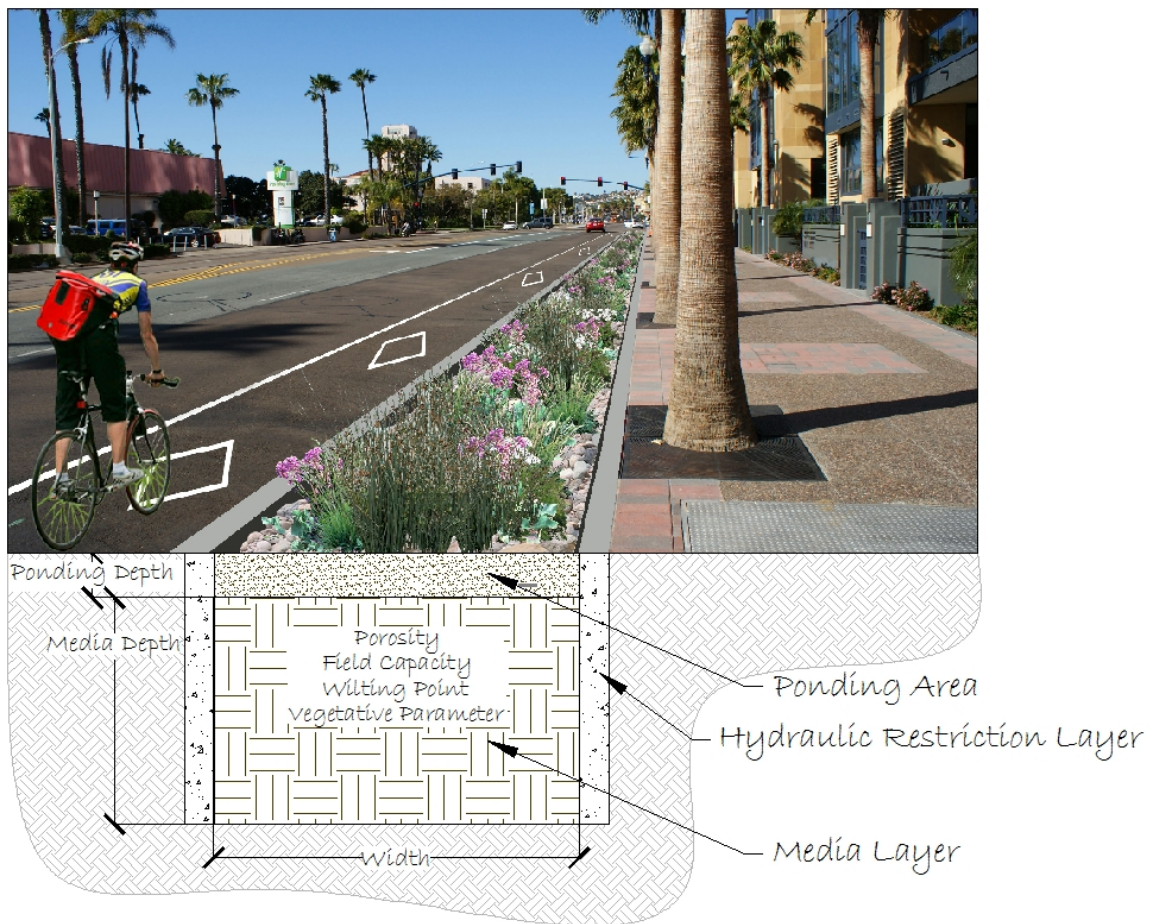 Ponding Depth
Media Depth
Porosity
Field Capacity
Wilting Point
Vegetative Parameter
Ponding Area
Hydraulic Restriction Layer
Media Layer
Width